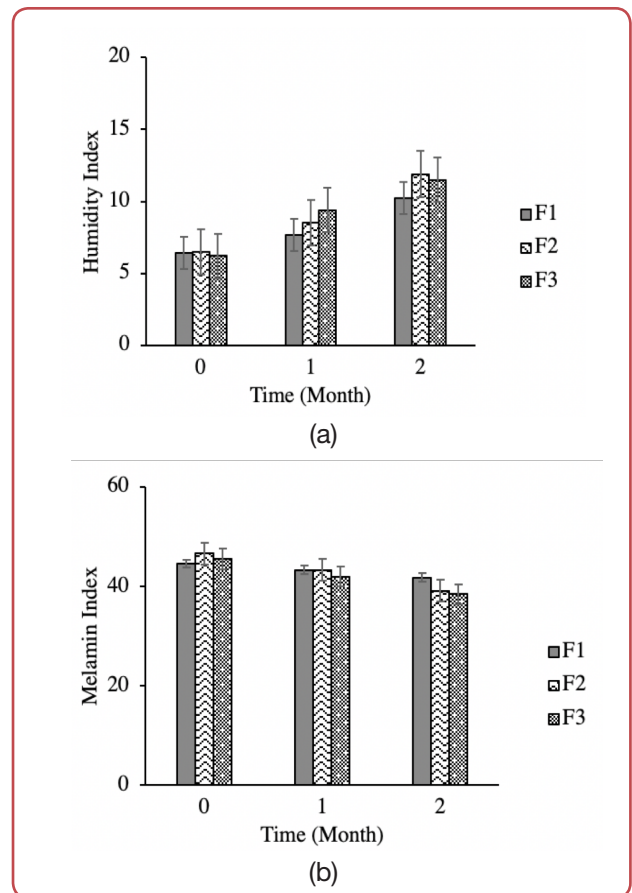 20
15
10
5
0
Humidity Index
0 1 2
Time (Month)
F1
F2
F3
(a)
60
40
20
0
Melamin Index
0 1 2
Time (Month)
F1
F2
F3
(b)